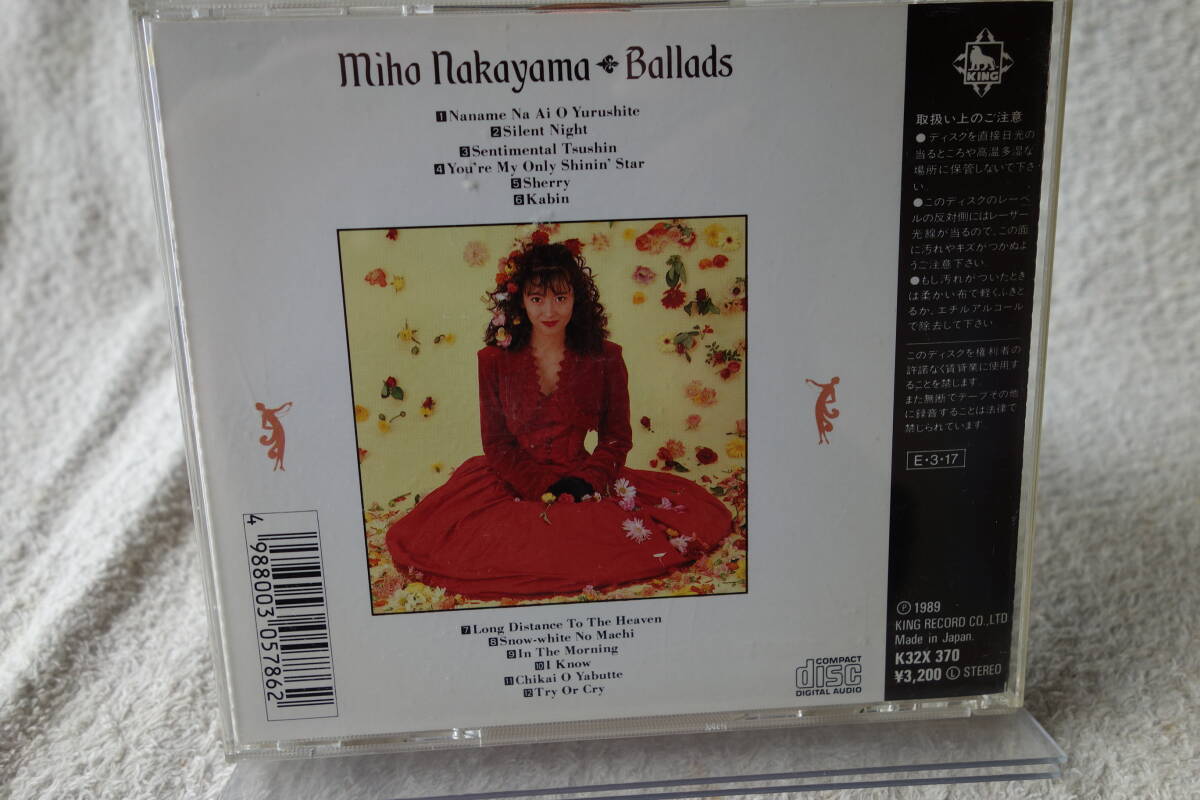 Miho Nakayama Ballads
1 Naname Na Ai O Yurushite
2 Silent Night
3 Sentimental Tsushin
4 You're My Only Shinin' Star
5 Sherry
6 Kabin
7 Long Distance To The Heaven
8 Snow-white No Machi
9 In The Morning
10 I Know
11 Chikai O Yabutte
12 Try Or Cry
4 988003 057862
COMPACT
disc
DIGITAL AUDIO
KING
取扱い上のご注意
●ディスクを直接日光の
当るところや高温多湿な
場所に保管しないで下さ
い。
●このディスクのレーベ
ルの反対側にはレーザー
光線が当るので、この面
に汚れやキズがつかぬよ
うご注意下さい。
●もし汚れがついたとき
は柔かい布で軽くふきと
るか、エチルアルコール
で除去して下さい。
このディスクを権利者の
許諾なく賃貸業に使用す
ることを禁じます。
また無断でテープその他
に録音することは法律で
禁じられています。
E・3・17
Ⓟ 1989
KING RECORD CO.,LTD
Made in Japan.
K32X 370
¥3,200 Ⓛ STEREO